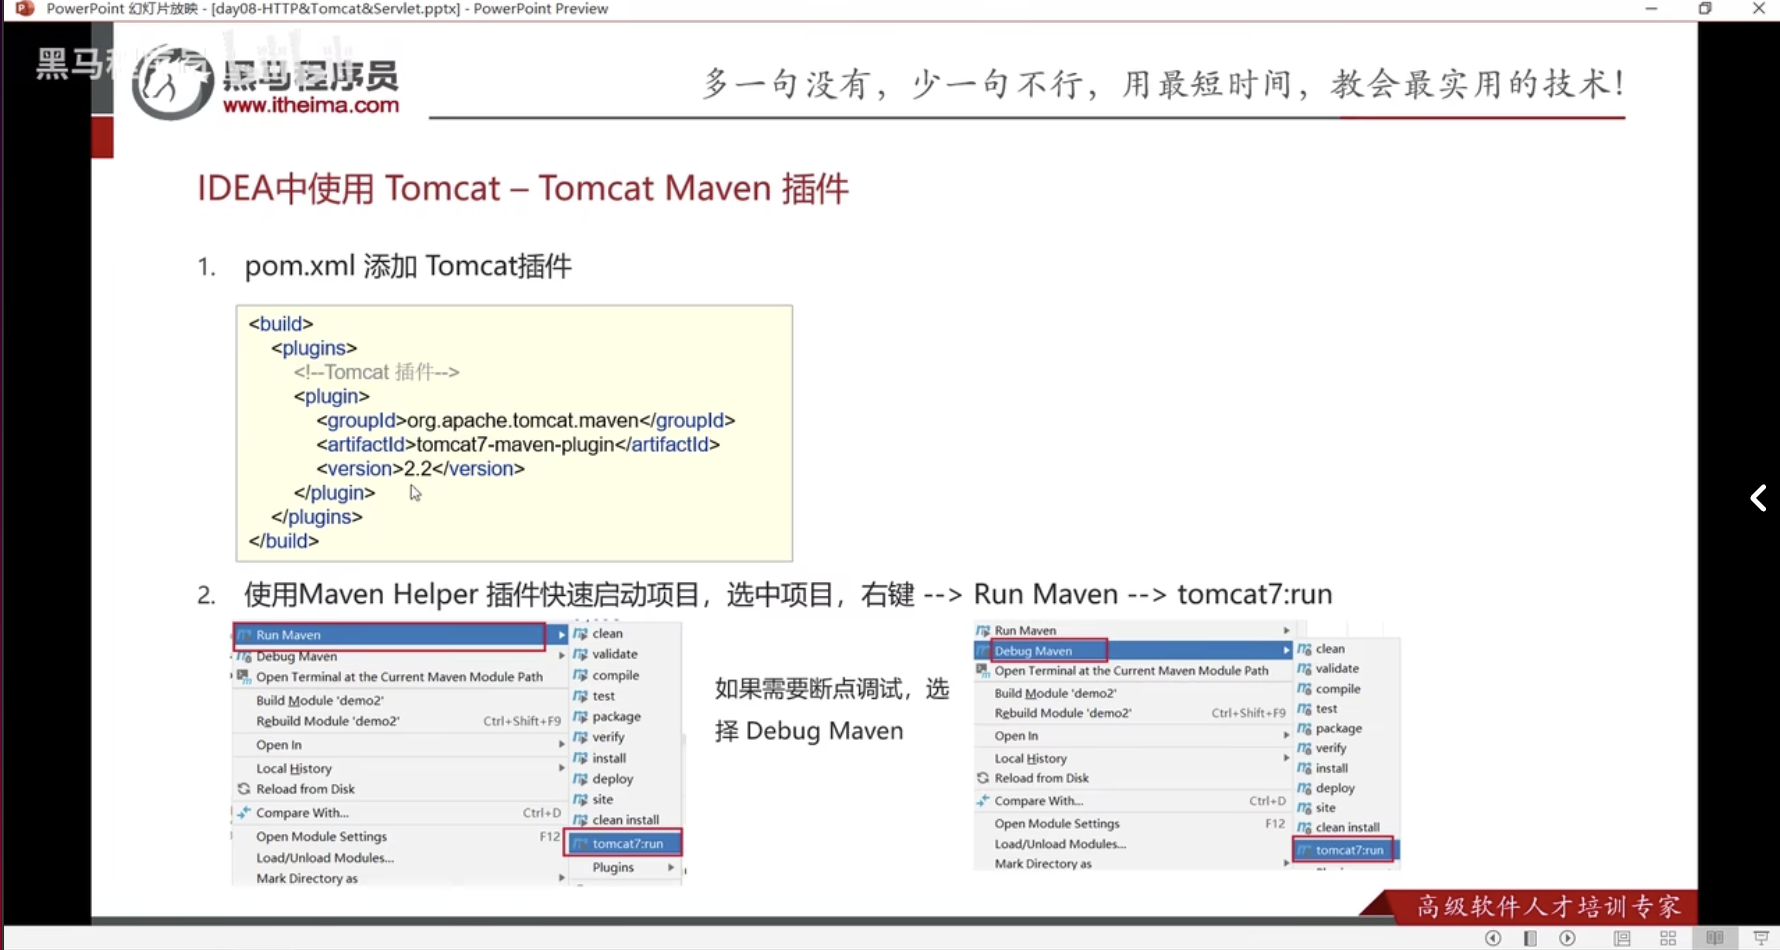 PowerPoint 幻灯片放映 - [day08-HTTP&Tomcat&Servlet.pptx] - PowerPoint Preview
黑马程序员
黑马程序员
www.itheima.com
多一句没有，少一句不行，用最短时间，教会最实用的技术！
IDEA中使用 Tomcat – Tomcat Maven 插件
1. pom.xml 添加 Tomcat插件
<build>
<plugins>
<!--Tomcat 插件-->
<plugin>
<groupId>org.apache.tomcat.maven</groupId>
<artifactId>tomcat7-maven-plugin</artifactId>
<version>2.2</version>
</plugin>
</plugins>
</build>
2. 使用Maven Helper 插件快速启动项目，选中项目，右键 --> Run Maven --> tomcat7:run
Run Maven
Debug Maven
Open Terminal at the Current Maven Module Path
Build Module 'demo2'
Rebuild Module 'demo2' Ctrl+Shift+F9
Open In
Local History
Reload from Disk
Compare With... Ctrl+D
Open Module Settings F12
Load/Unload Modules...
Mark Directory as
clean
validate
compile
test
package
verify
install
deploy
site
clean install
tomcat7:run
Plugins
如果需要断点调试，选
择 Debug Maven
Run Maven
Debug Maven
Open Terminal at the Current Maven Module Path
Build Module 'demo2'
Rebuild Module 'demo2' Ctrl+Shift+F9
Open In
Local History
Reload from Disk
Compare With... Ctrl+D
Open Module Settings F12
Load/Unload Modules...
Mark Directory as
clean
validate
compile
test
package
verify
install
deploy
site
clean install
tomcat7:run
高级软件人才培训专家